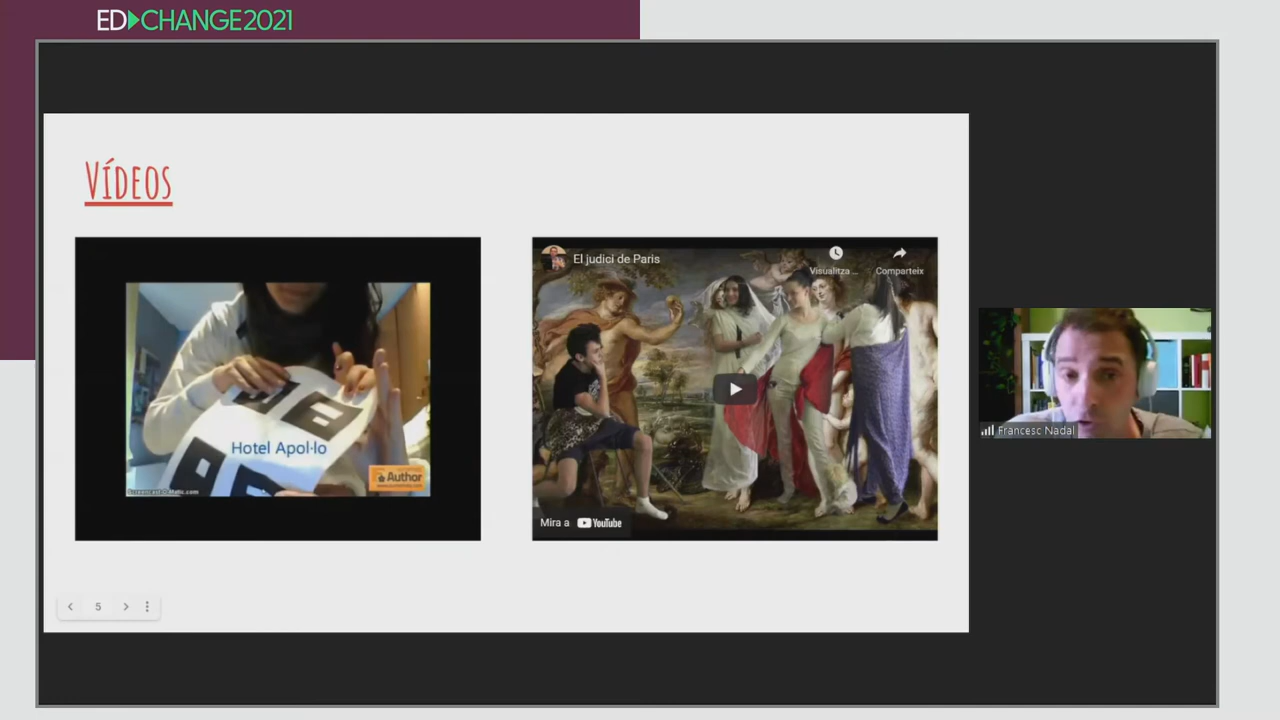 ED CHANGE2021
VÍDEOS
Hotel Apol·lo
Author
El judici de Paris
Visualitza ...
Comparteix
Mira a YouTube
Francesc Nadal
5